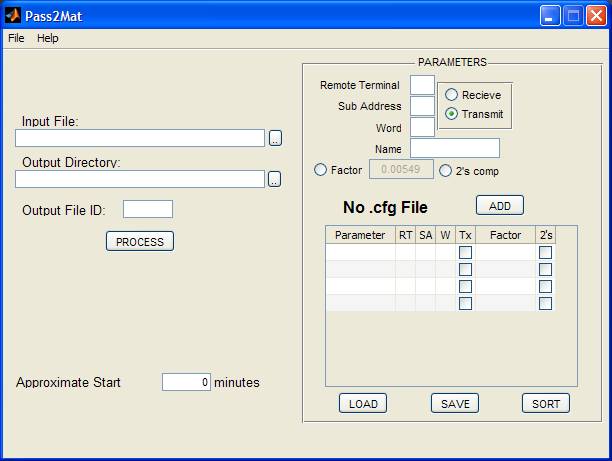 Pass2Mat
File Help
Input File:
..
Output Directory:
..
Output File ID:
PROCESS
Approximate Start 0 minutes
PARAMETERS
Remote Terminal
Sub Address
Word
Name
Recieve
Transmit
Factor 0.00549 2's comp
No .cfg File ADD
Parameter RT SA W Tx Factor 2's
LOAD SAVE SORT